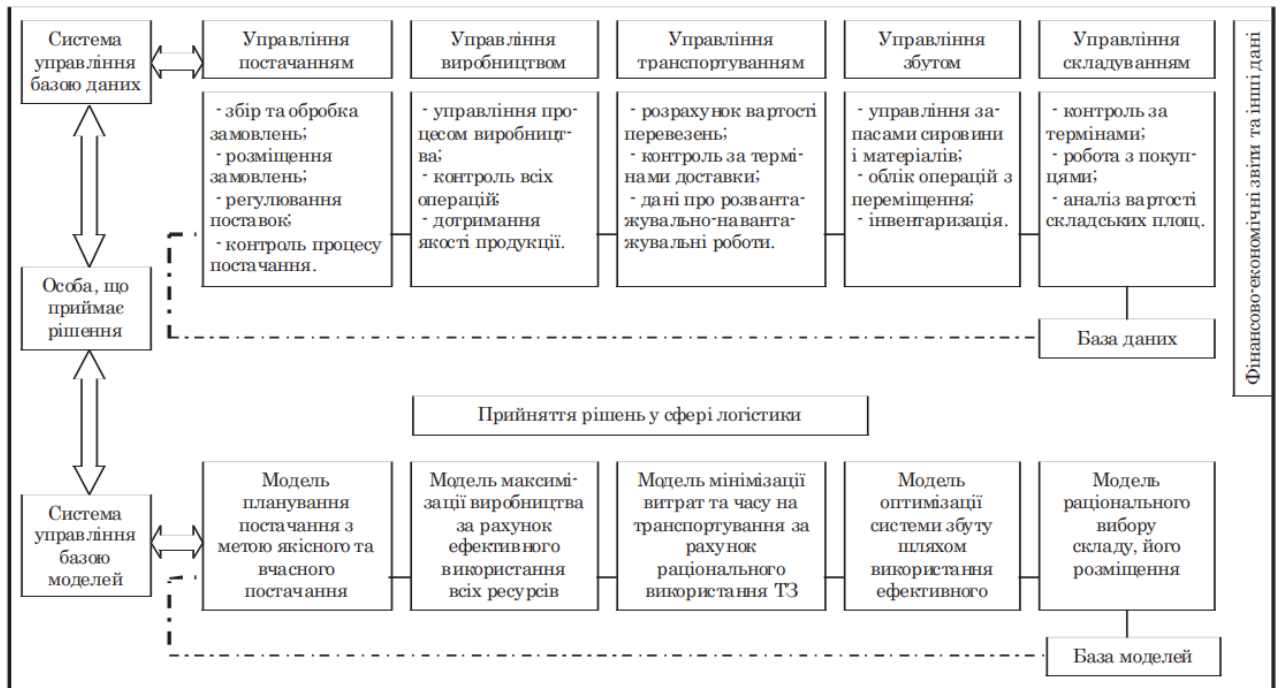 Система
управління
базою даних
Управління
постачанням
Управління
виробництвом
Управління
транспортуванням
Управління
збутом
Управління
складуванням
- збір та обробка
замовлень;
- розміщення
замовлень;
- регулювання
поставок;
- контроль процесу
постачання.
- управління про-
цесом виробницт-
ва;
- контроль всіх
операцій;
- дотримання
якості продукції.
- розрахунок вартості
перевезень;
- контроль за термі-
нами доставки;
- дані про розванта-
жувально-наванта-
жувальні роботи.
- управління за-
пасами сировини
і матеріалів;
- облік операцій з
переміщення;
- інвентаризація.
- контроль за
термінами;
- робота з покуп-
цями;
- аналіз вартості
складських площ.
Фінансово-економічні звіти та інші дані
Особа, що
приймає
рішення
База даних
Прийняття рішень у сфері логістики
Система
управління
базою моделей
Модель
планування
постачання з
метою якісного та
вчасного
постачання
Модель максимі-
зації виробництва
за рахунок
ефективного
використання
всіх ресурсів
Модель мінімізації
витрат та часу на
транспортування за
рахунок
раціонального
використання ТЗ
Модель
оптимізації
системи збуту
шляхом
використання
ефективного
Модель
раціонального
вибору
складу, його
розміщення
База моделей